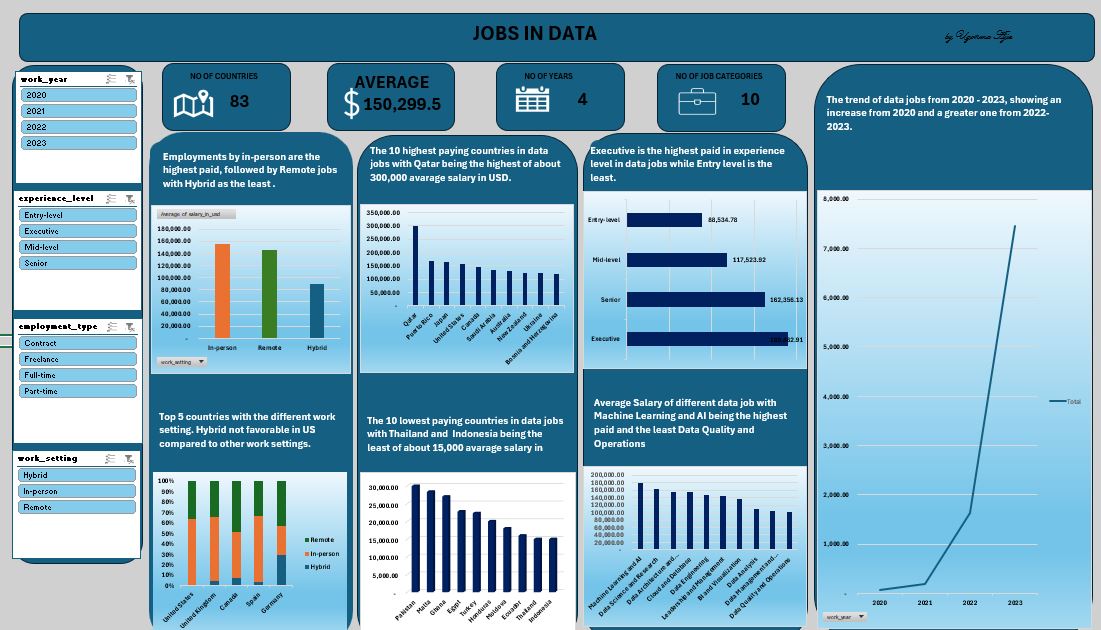 JOBS IN DATA
by Ugonma
work_year
2020
2021
2022
2023
experience_level
Entry-level
Executive
Mid-level
Senior
employment_type
Contract
Freelance
Full-time
Part-time
work_setting
Hybrid
In-person
Remote
NO OF COUNTRIES
83
AVERAGE
$ 150,299.5
NO OF YEARS
4
NO OF JOB CATEGORIES
10
Employments by in-person are the
highest paid, followed by Remote jobs
with Hybrid as the least .
Average of salary_in_usd
180,000.00
160,000.00
140,000.00
120,000.00
100,000.00
80,000.00
60,000.00
40,000.00
20,000.00
-
In-person
Remote
Hybrid
work_setting
The 10 highest paying countries in data
jobs with Qatar being the highest of about
300,000 avarage salary in USD.
350,000.00
300,000.00
250,000.00
200,000.00
150,000.00
100,000.00
50,000.00
-
Qatar
Puerto Rico
Japan
United States
Canada
Saudi Arabia
Australia
New Zealand
Ukraine
Bosnia and Herzegovina
Executive is the highest paid in experience
level in data jobs while Entry level is the
least.
Entry-level
88,534.78
Mid-level
117,523.92
Senior
162,356.13
Executive
The trend of data jobs from 2020 - 2023, showing an
increase from 2020 and a greater one from 2022-
2023.
8,000.00
7,000.00
6,000.00
5,000.00
4,000.00
3,000.00
2,000.00
1,000.00
-
2020
2021
2022
2023
Total
work_year
Top 5 countries with the different work
setting. Hybrid not favorable in US
compared to other work settings.
100%
90%
80%
70%
60%
50%
40%
30%
20%
10%
0%
United States
United Kingdom
Canada
Spain
Germany
Remote
In-person
Hybrid
The 10 lowest paying countries in data jobs
with Thailand and Indonesia being the
least of about 15,000 avarage salary in
30,000.00
25,000.00
20,000.00
15,000.00
10,000.00
5,000.00
-
Pakistan
Malta
Ghana
Egypt
Turkey
Honduras
Moldova
Ecuador
Thailand
Indonesia
Average Salary of different data job with
Machine Learning and AI being the highest
paid and the least Data Quality and
Operations
200,000.00
180,000.00
160,000.00
140,000.00
120,000.00
100,000.00
80,000.00
60,000.00
40,000.00
20,000.00
-
Machine Learning and AI
Data Science and Research
Data Architecture and...
Cloud and Database
Data Engineering
Leadership and Management
BI and Visualization
Data Analysis
Data Management and...
Data Quality and Operations